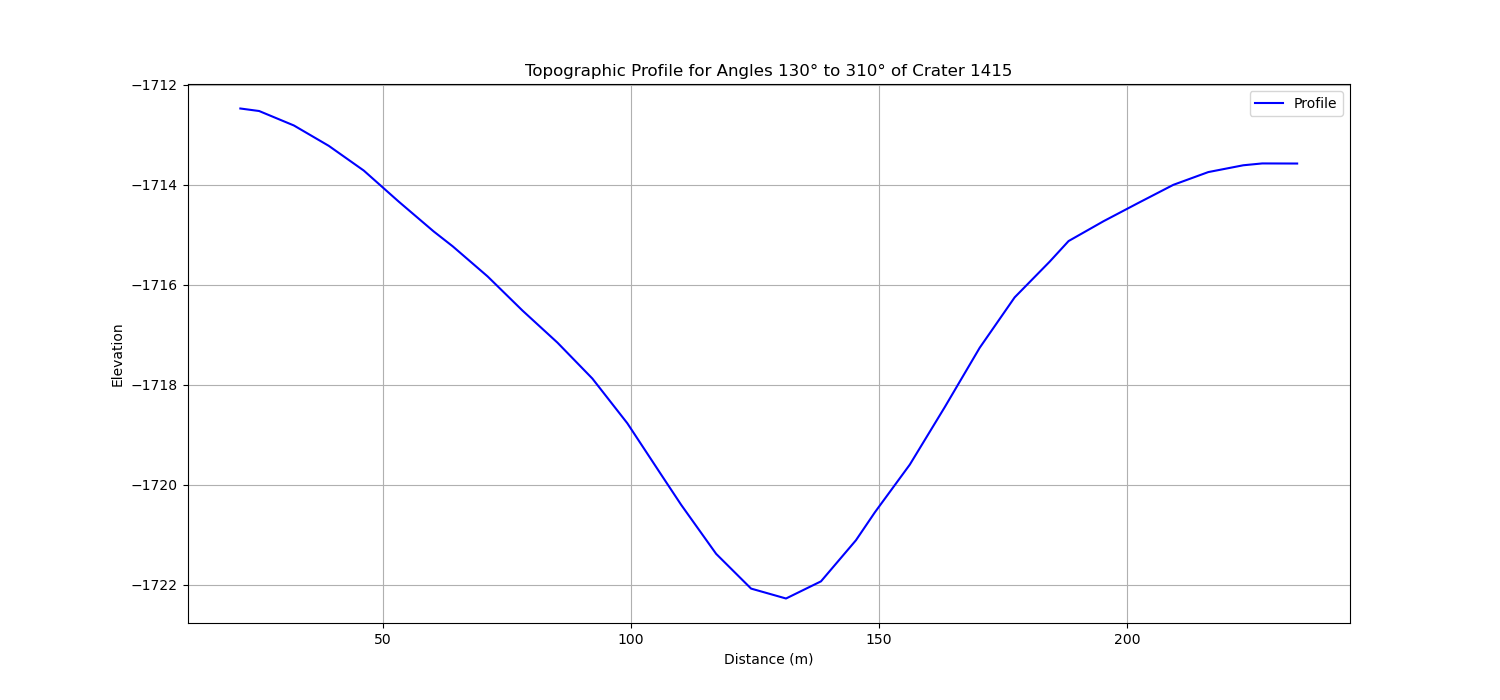 Topographic Profile for Angles 130° to 310° of Crater 1415
Profile
−1712
−1714
−1716
−1718
−1720
−1722
Elevation
50
100
150
200
Distance (m)